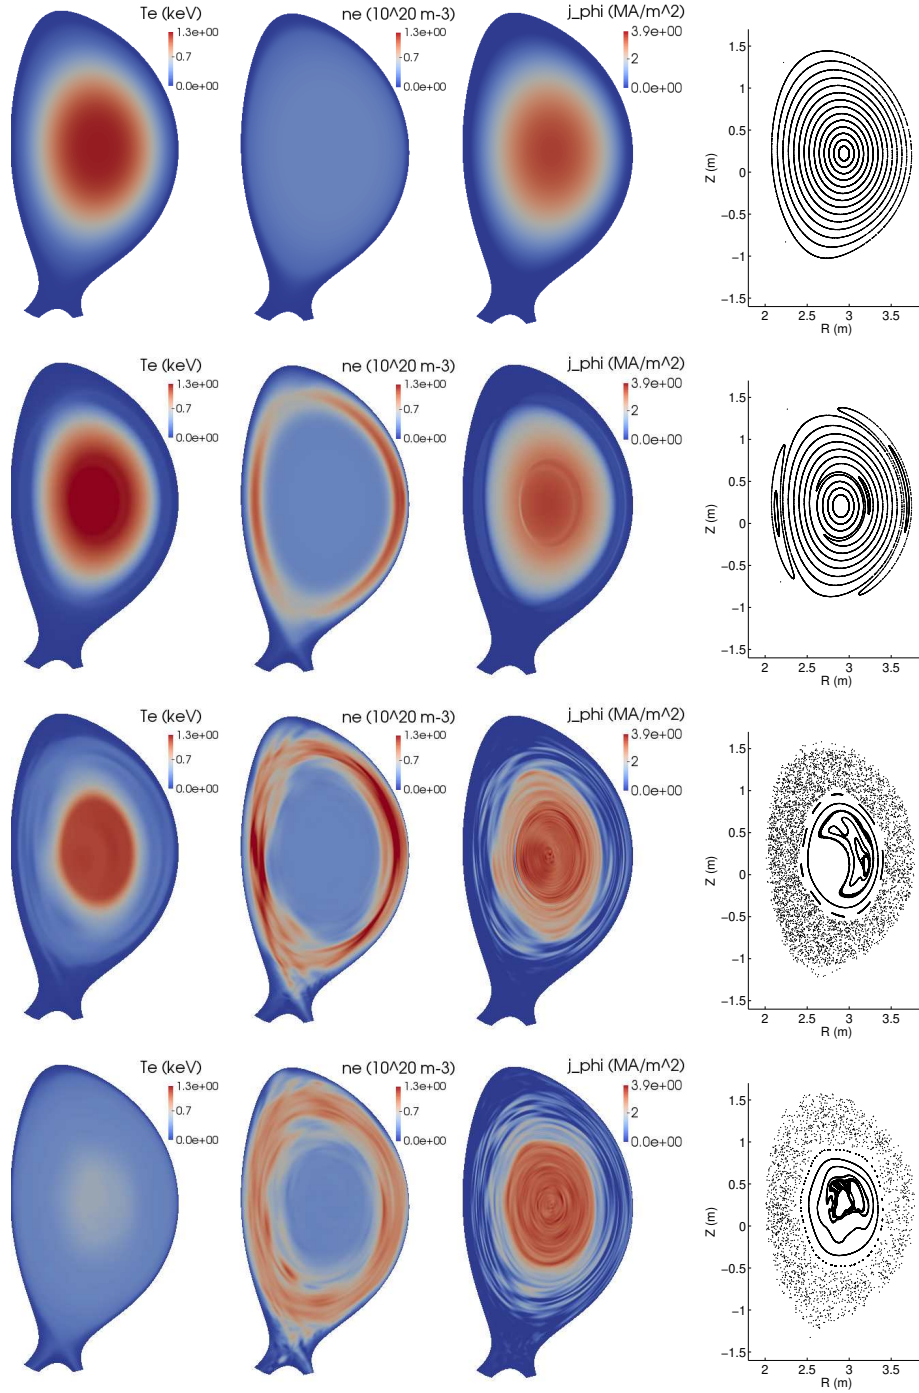 Te (keV)
1.3e+00
0.7
0.0e+00
ne (10^20 m-3)
1.3e+00
0.7
0.0e+00
j_phi (MA/m^2)
3.9e+00
2
0.0e+00
1.5
1
0.5
0
−0.5
−1
−1.5
Z (m)
2 2.5 3 3.5
R (m)
Te (keV)
1.3e+00
0.7
0.0e+00
ne (10^20 m-3)
1.3e+00
0.7
0.0e+00
j_phi (MA/m^2)
3.9e+00
2
0.0e+00
1.5
1
0.5
0
−0.5
−1
−1.5
Z (m)
2 2.5 3 3.5
R (m)
Te (keV)
1.3e+00
0.7
0.0e+00
ne (10^20 m-3)
1.3e+00
0.7
0.0e+00
j_phi (MA/m^2)
3.9e+00
2
0.0e+00
1.5
1
0.5
0
−0.5
−1
−1.5
Z (m)
2 2.5 3 3.5
R (m)
Te (keV)
1.3e+00
0.7
0.0e+00
ne (10^20 m-3)
1.3e+00
0.7
0.0e+00
j_phi (MA/m^2)
3.9e+00
2
0.0e+00
1.5
1
0.5
0
−0.5
−1
−1.5
Z (m)
2 2.5 3 3.5
R (m)